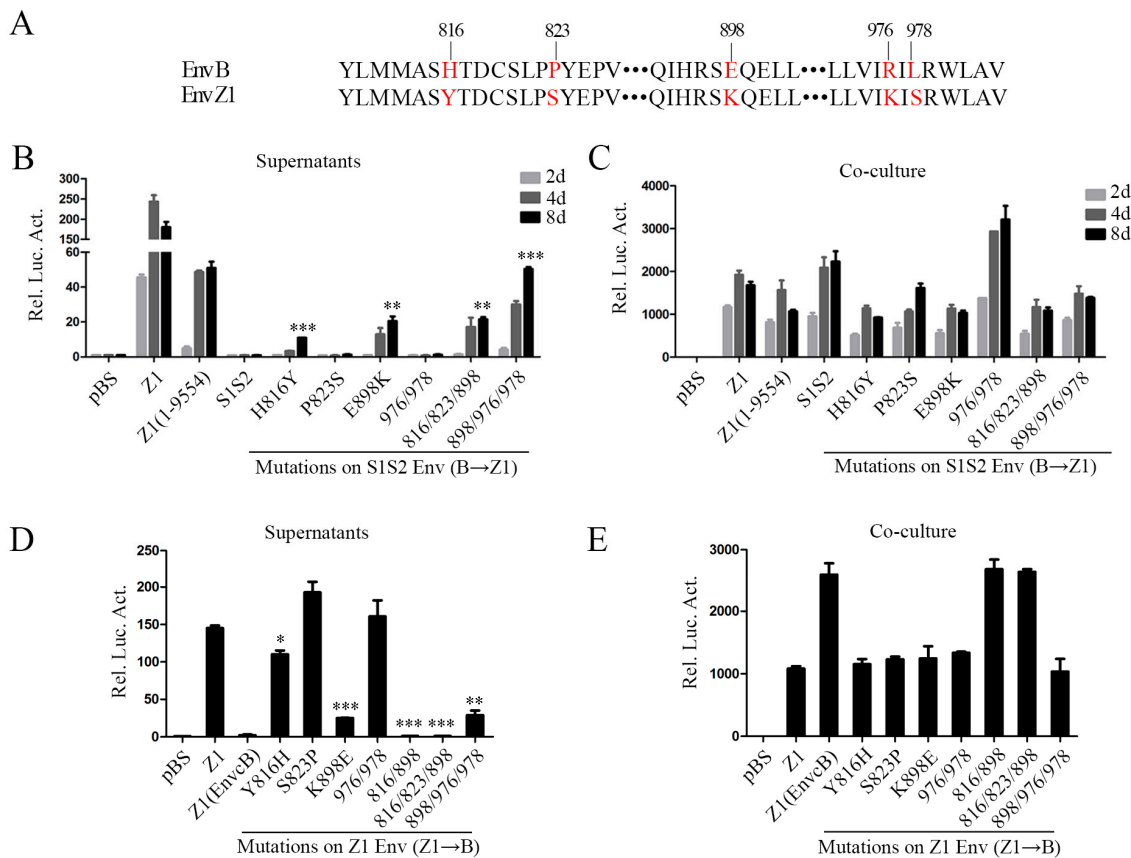 A
816 823 898 976 978
EnvB YLMMASHTDCSLPPYEPV•••QIHRSEQELL•••LLVIRILRWLAV
EnvZ1 YLMMASYTDCSLPSYEPV•••QIHRSKQELL•••LLVIKISRWLAV
B
Supernatants
2d
4d
8d
Rel. Luc. Act.
300
250
200
150
100
60
40
20
0
***
**
**
***
pBS Z1 Z1(1-9554) S1S2 H816Y P823S E898K 976/978 816/823/898 898/976/978
Mutations on S1S2 Env (B→Z1)
C
Co-culture
2d
4d
8d
Rel. Luc. Act.
4000
3000
2000
1000
0
pBS Z1 Z1(1-9554) S1S2 H816Y P823S E898K 976/978 816/823/898 898/976/978
Mutations on S1S2 Env (B→Z1)
D
Supernatants
Rel. Luc. Act.
250
200
150
100
50
0
*
***
***
***
**
pBS Z1 Z1(EnvcB) Y816H S823P K898E 976/978 816/898 816/823/898 898/976/978
Mutations on Z1 Env (Z1→B)
E
Co-culture
Rel. Luc. Act.
3000
2000
1000
0
pBS Z1 Z1(EnvcB) Y816H S823P K898E 976/978 816/898 816/823/898 898/976/978
Mutations on Z1 Env (Z1→B)